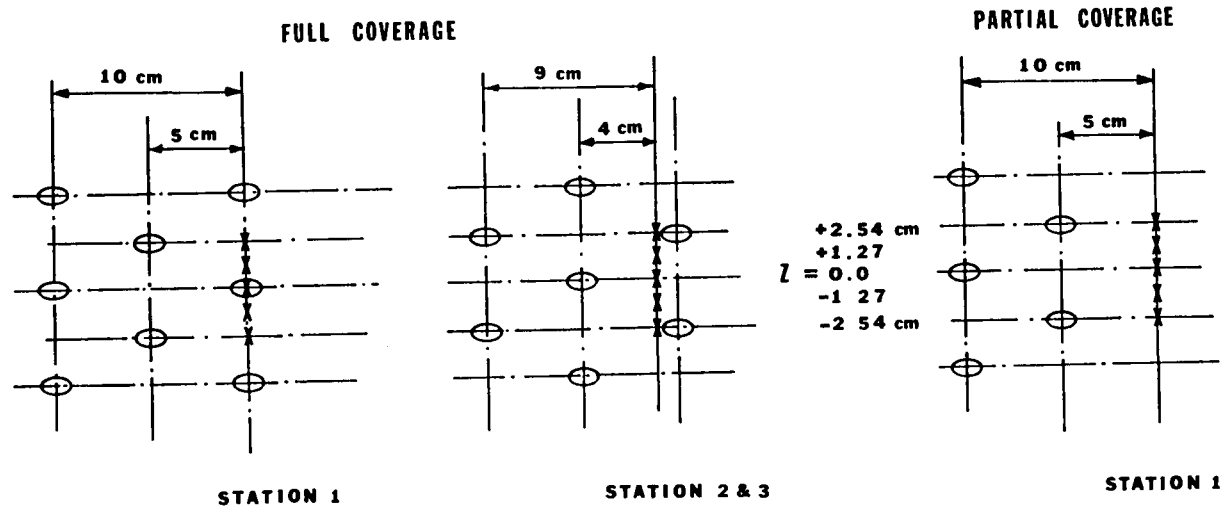 FULL COVERAGE
PARTIAL COVERAGE
10 cm
5 cm
9 cm
4 cm
10 cm
5 cm
+2.54 cm
+1.27
Z = 0.0
-1 27
-2 54 cm
STATION 1
STATION 2 & 3
STATION 1